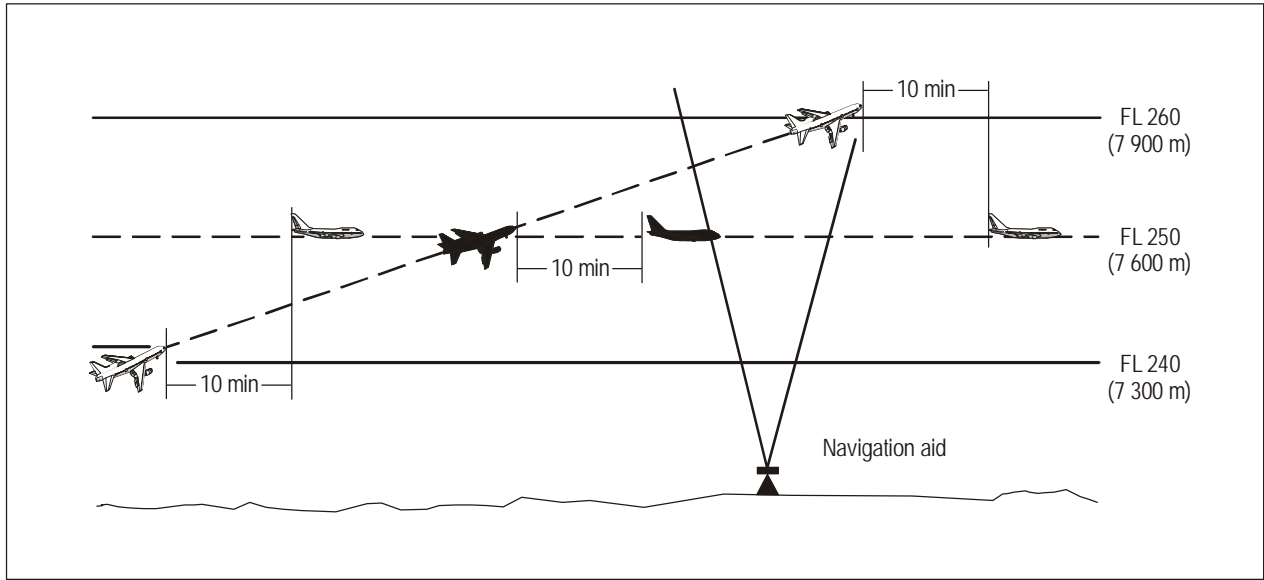 10 min
FL 260
(7 900 m)
FL 250
(7 600 m)
10 min
FL 240
(7 300 m)
10 min
Navigation aid